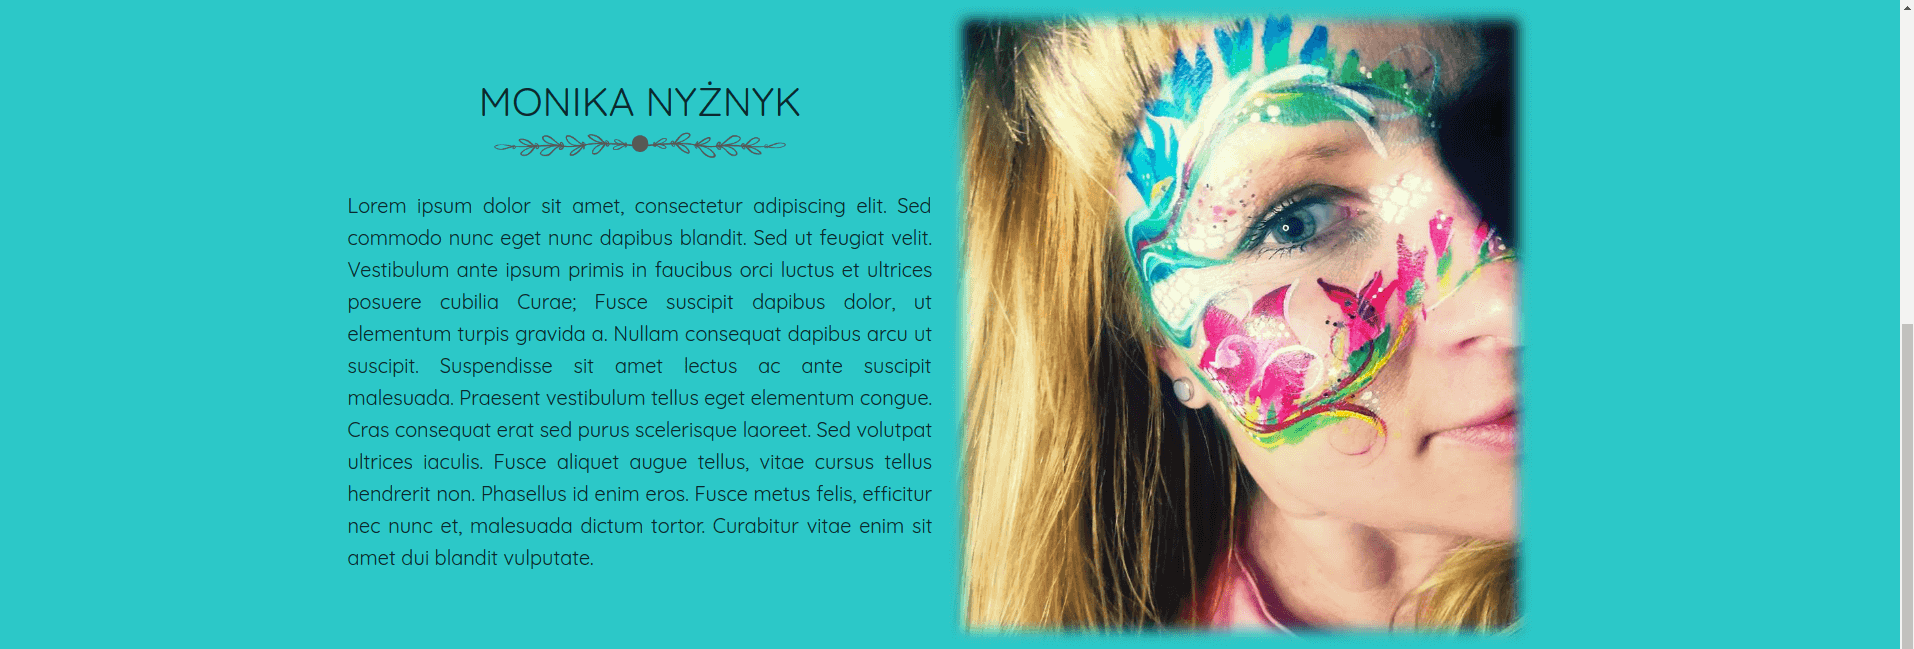 MONIKA NYŻNYK
Lorem ipsum dolor sit amet, consectetur adipiscing elit. Sed
commodo nunc eget nunc dapibus blandit. Sed ut feugiat velit.
Vestibulum ante ipsum primis in faucibus orci luctus et ultrices
posuere cubilia Curae; Fusce suscipit dapibus dolor, ut
elementum turpis gravida a. Nullam consequat dapibus arcu ut
suscipit. Suspendisse sit amet lectus ac ante suscipit
malesuada. Praesent vestibulum tellus eget elementum congue.
Cras consequat erat sed purus scelerisque laoreet. Sed volutpat
ultrices iaculis. Fusce aliquet augue tellus, vitae cursus tellus
hendrerit non. Phasellus id enim eros. Fusce metus felis, efficitur
nec nunc et, malesuada dictum tortor. Curabitur vitae enim sit
amet dui blandit vulputate.